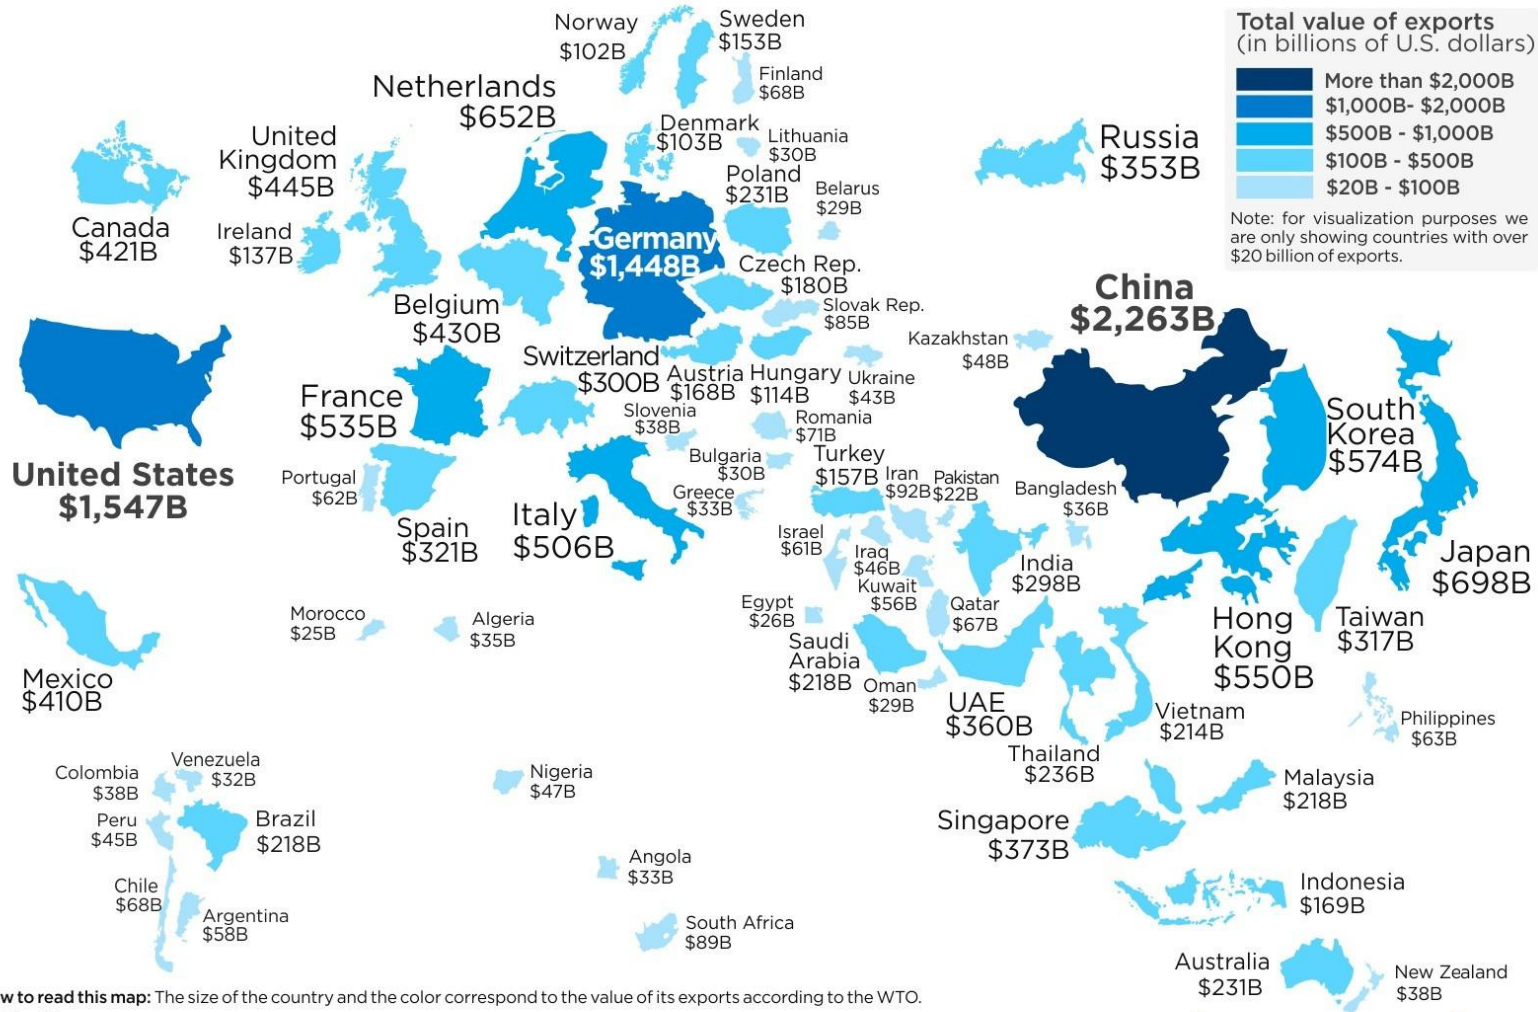 Norway
$102B
Sweden
$153B
Finland
$68B
Netherlands
$652B
Denmark
$103B
Lithuania
$30B
Poland
$231B
Belarus
$29B
United
Kingdom
$445B
Ireland
$137B
Canada
$421B
Germany
$1,448B
Czech Rep.
$180B
Slovak Rep.
$85B
Belgium
$430B
Russia
$353B
Total value of exports
(in billions of U.S. dollars)
More than $2,000B
$1,000B- $2,000B
$500B - $1,000B
$100B - $500B
$20B - $100B
Note: for visualization purposes we
are only showing countries with over
$20 billion of exports.
China
$2,263B
Kazakhstan
$48B
United States
$1,547B
France
$535B
Switzerland
$300B
Austria
$168B
Hungary
$114B
Ukraine
$43B
Slovenia
$38B
Romania
$71B
Bulgaria
$30B
Turkey
$157B
Greece
$33B
Portugal
$62B
Spain
$321B
Italy
$506B
Iran
$92B
Pakistan
$22B
Bangladesh
$36B
South
Korea
$574B
Japan
$698B
Israel
$61B
Iraq
$46B
Kuwait
$56B
India
$298B
Qatar
$67B
Egypt
$26B
Saudi
Arabia
$218B
Oman
$29B
UAE
$360B
Hong
Kong
$550B
Taiwan
$317B
Mexico
$410B
Morocco
$25B
Algeria
$35B
Vietnam
$214B
Thailand
$236B
Philippines
$63B
Colombia
$38B
Venezuela
$32B
Peru
$45B
Brazil
$218B
Chile
$68B
Argentina
$58B
Nigeria
$47B
Angola
$33B
South Africa
$89B
Malaysia
$218B
Singapore
$373B
Indonesia
$169B
Australia
$231B
New Zealand
$38B
w to read this map: The size of the country and the color correspond to the value of its exports according to the WTO.